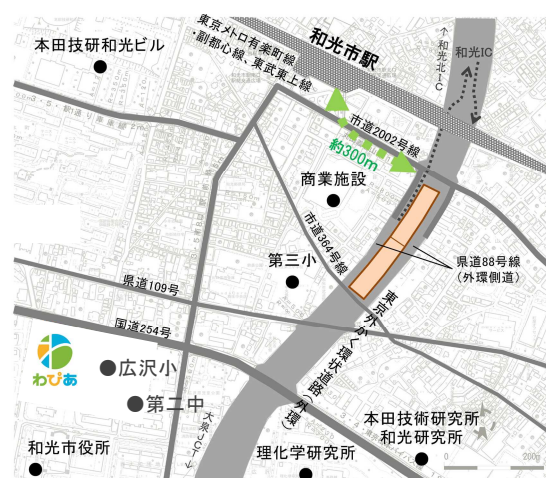 東京メトロ有楽町線
・副都心線、東武東上線
和光市駅
↑和光北IC
和光IC
本田技研和光ビル
市道2002号線
約300m
商業施設
市道364号線
第三小
県道88号線
（外環側道）
県道109号
国道254号
東京外かく環状道路（外環）
わぴあ
広沢小
第二中
大泉JCT↓
和光市役所
理化学研究所
本田技術研究所
和光研究所
0
200m